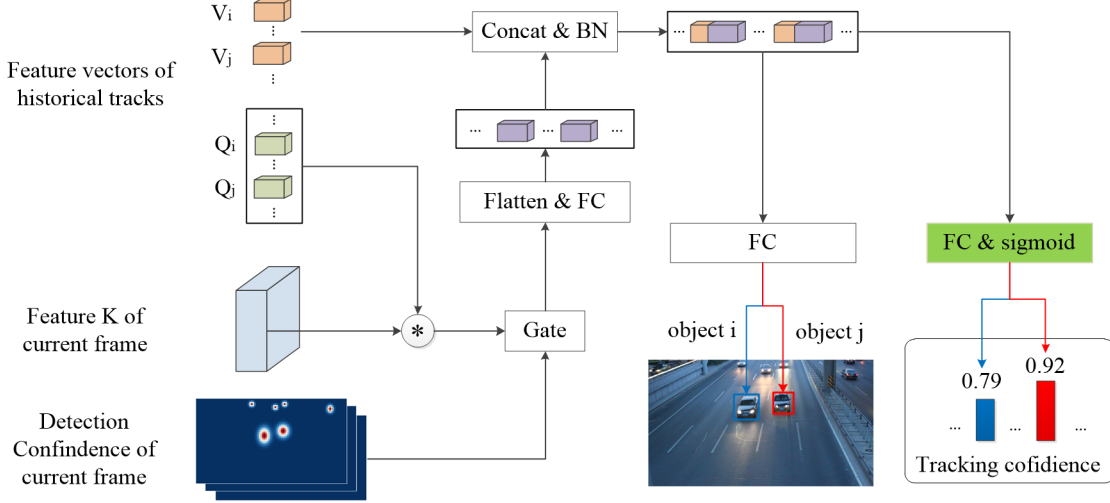 Vi
Vj
Feature vectors of
historical tracks
Qi
Qj
Concat & BN
Flatten & FC
Feature K of
current frame
*
Gate
Detection
Confindence of
current frame
FC
object i
object j
FC & sigmoid
0.79
0.92
Tracking cofidience